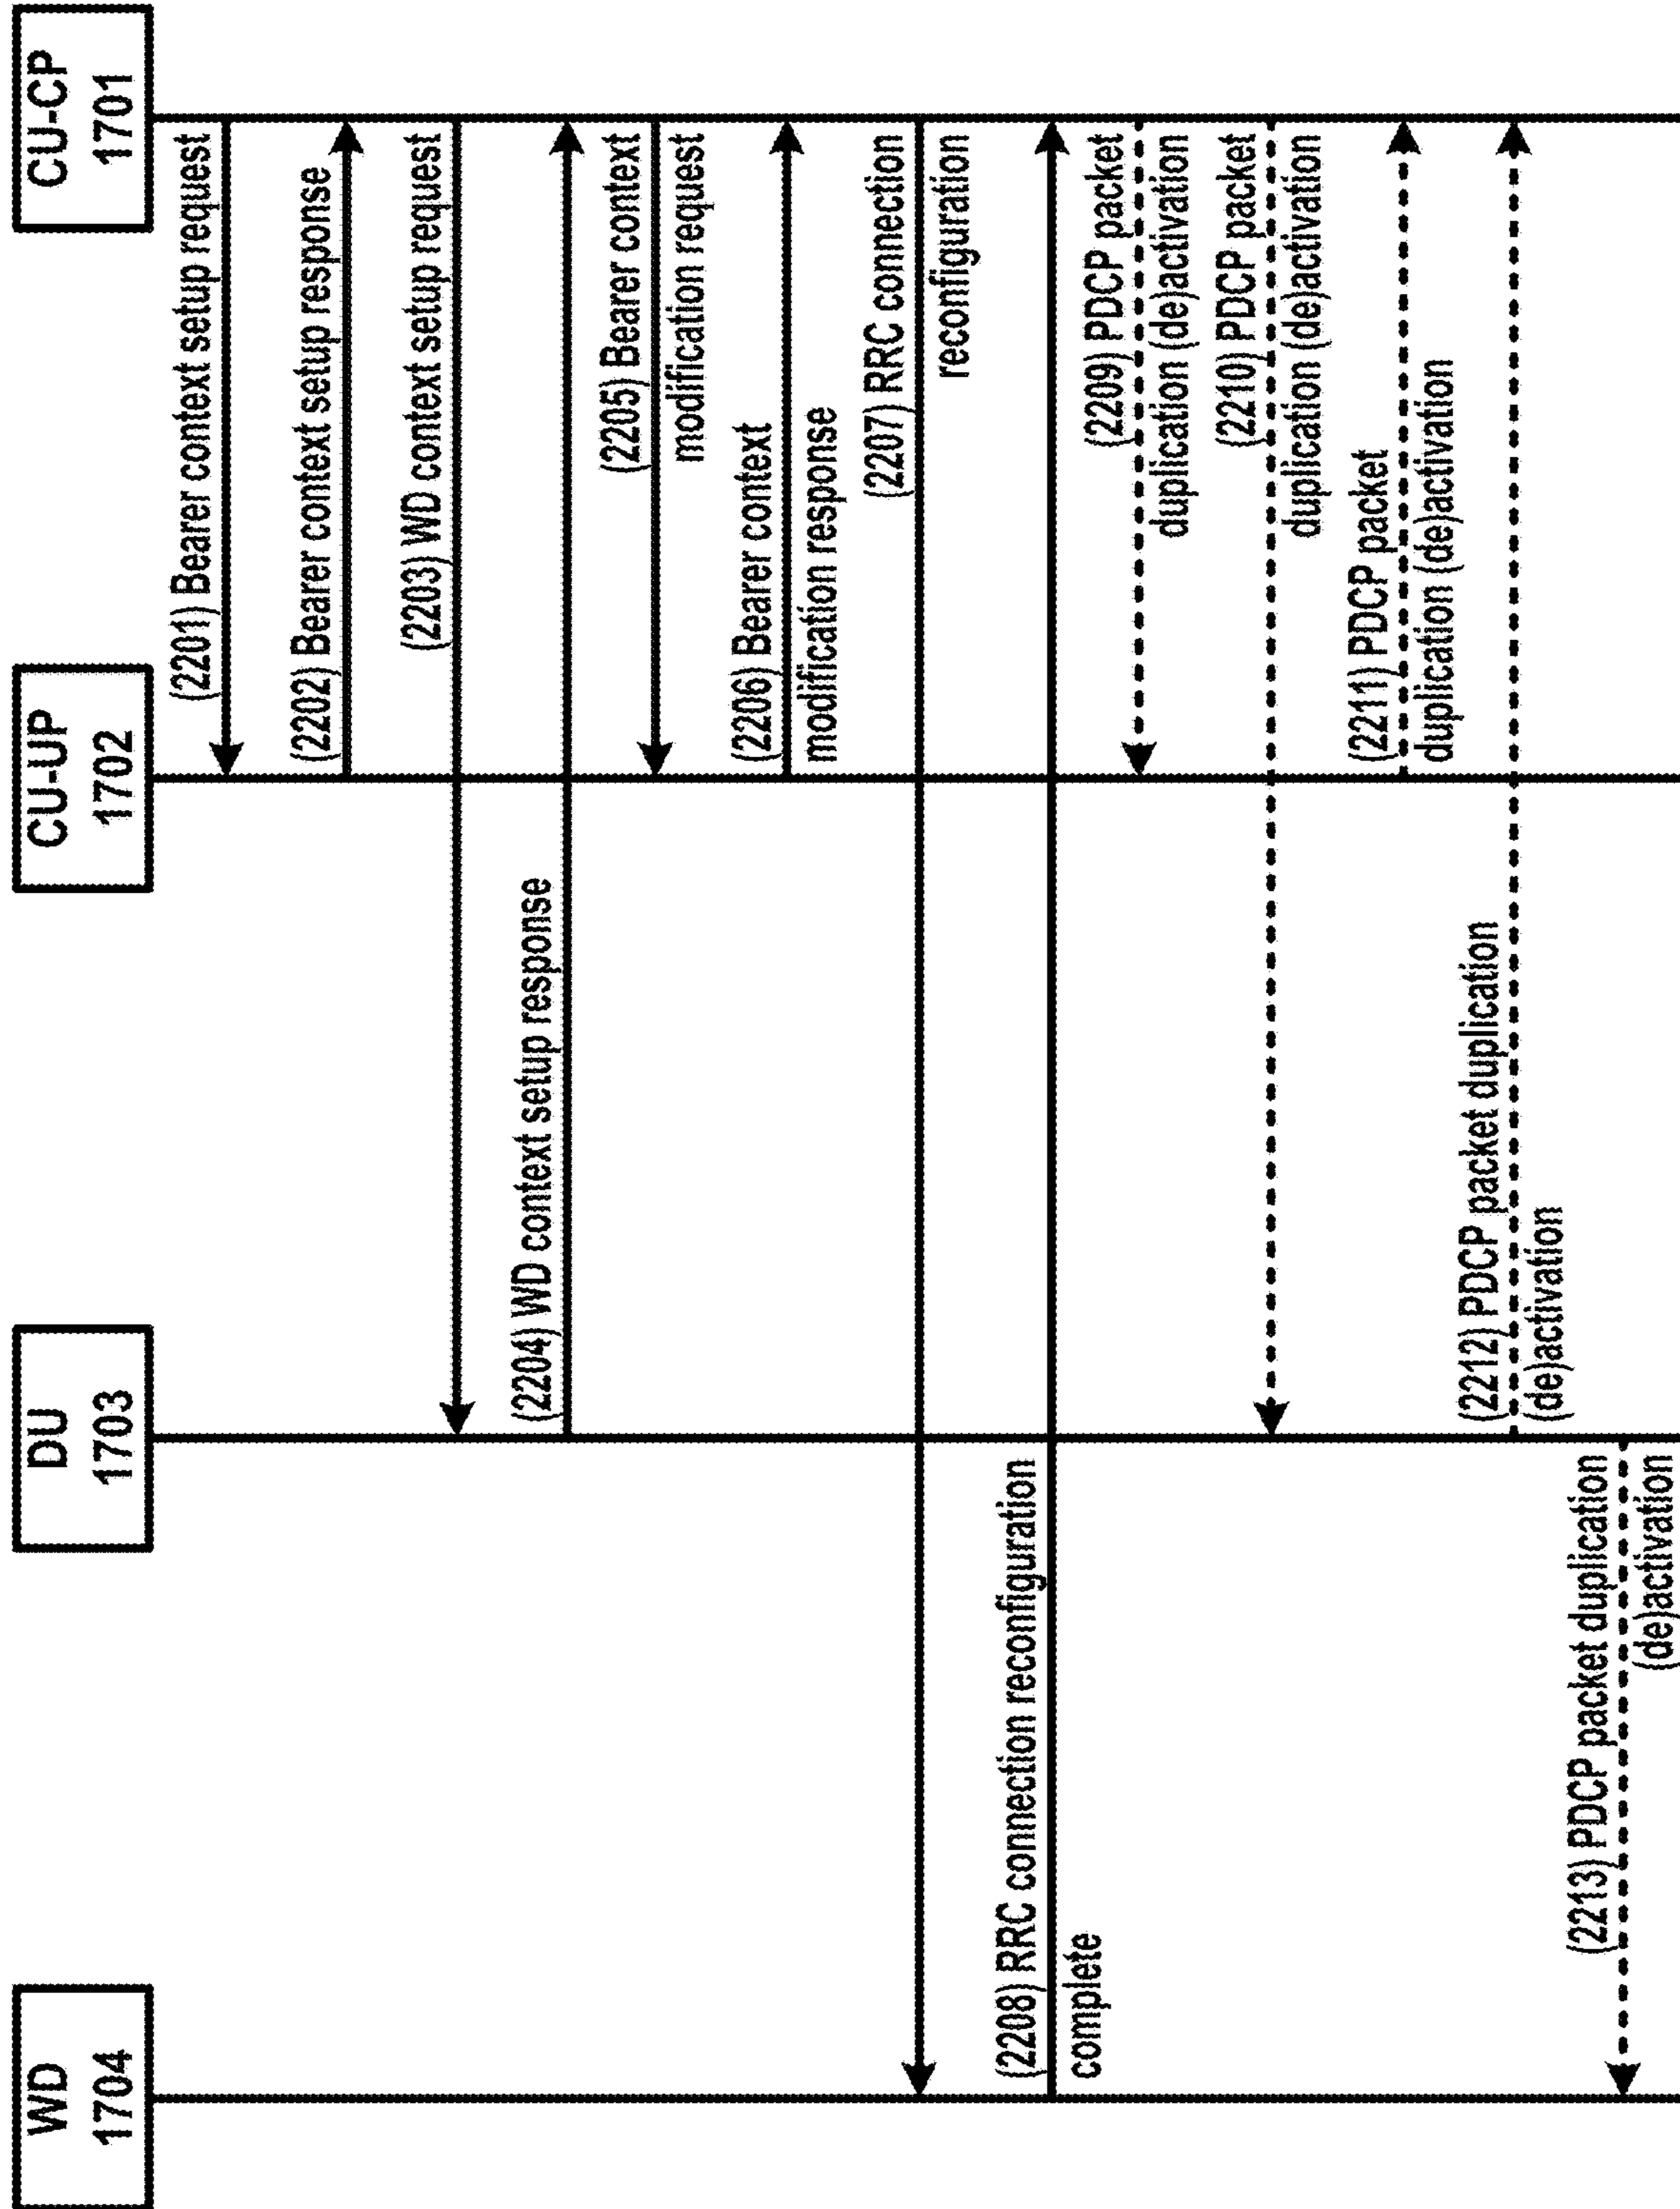 WD
1704
DU
1703
CU-UP
1702
CU-CP
1701
(2201) Bearer context setup request
(2202) Bearer context setup response
(2203) WD context setup request
(2204) WD context setup response
(2205) Bearer context
modification request
(2206) Bearer context
modification response
(2207) RRC connection
reconfiguration
(2208) RRC connection reconfiguration
complete
(2209) PDCP packet
duplication (de)activation
(2210) PDCP packet
duplication (de)activation
(2211) PDCP packet
duplication (de)activation
(2212) PDCP packet duplication
(de)activation
(2213) PDCP packet duplication
(de)activation